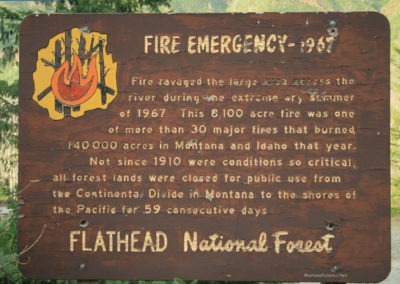 FIRE EMERGENCY-1967
Fire ravaged the large area across the
river during the extreme dry summer
of 1967 This 8,100 acre fire was one
of more than 30 major fires that burned
140000 acres in Montana and Idaho that year.
Not since 1910 were conditions so critical,
all forest lands were closed for public use from
the Continental Divide in Montana to the shores of
the Pacific for 59 consecutive days
FLATHEAD National Forest
MontanaPictures.Net